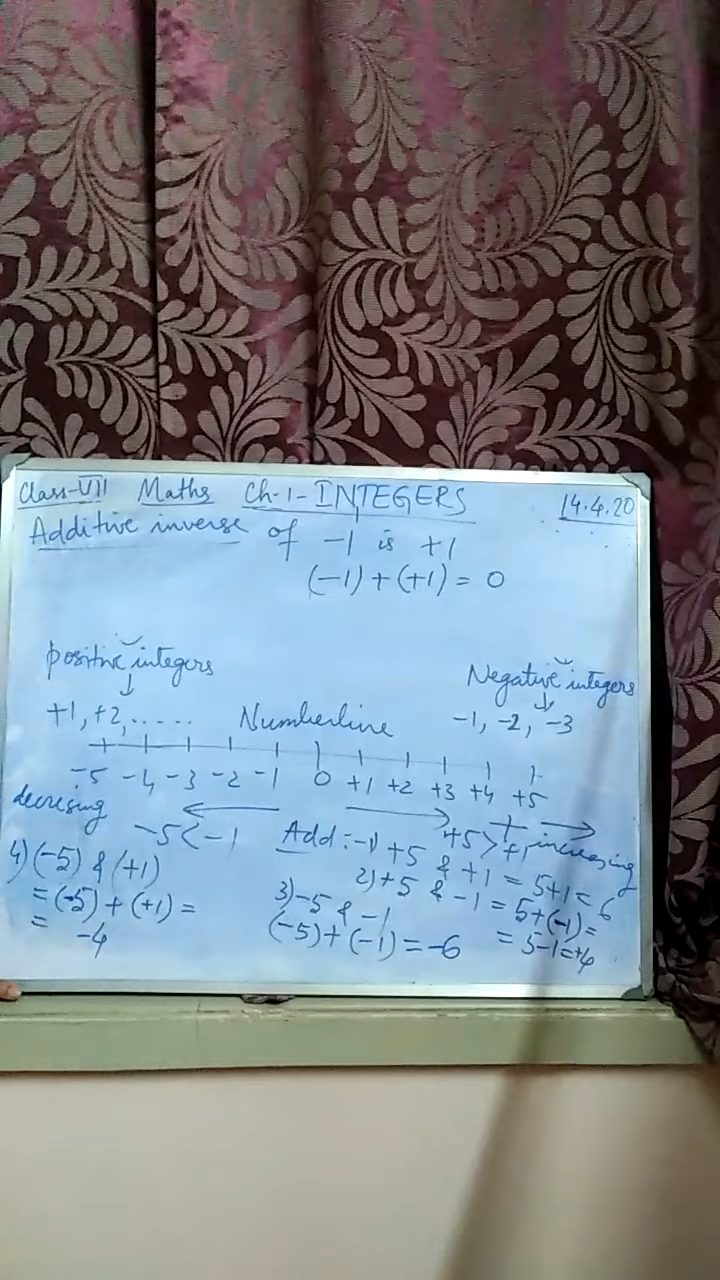 Class-VII Maths Ch-1-INTEGERS 14.4.20
Additive inverse of -1 is +1
(-1)+(+1) = 0
positive integers
↓
+1, +2, .....
Negative integers
↓
-1, -2, -3
Numberline
-5 -4 -3 -2 -1 0 +1 +2 +3 +4 +5
decrising ← → + →
-5 < -1
+5 > +1 increasing
Add:- 1) +5 & +1 = 5+1 = 6
2) +5 & -1 = 5+(-1)=
= 5-1=+4
3) -5 & -1
(-5)+(-1) = -6
4) (-5) & (+1)
= (-5) + (+1) =
= -4